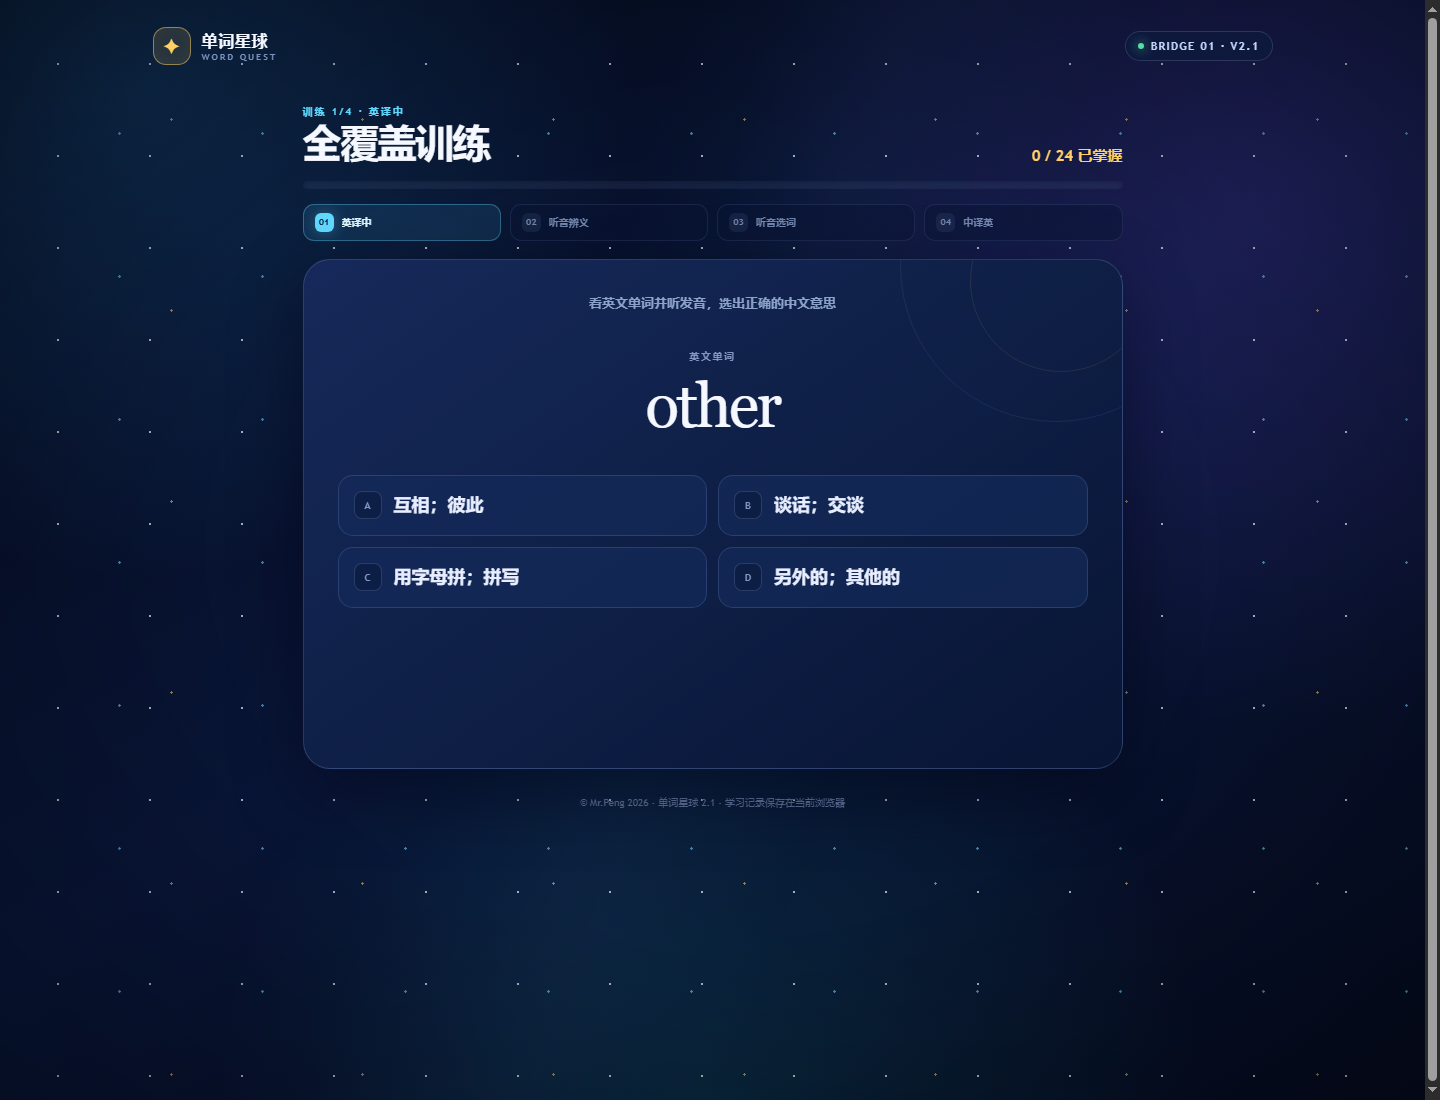 单词星球
WORD QUEST
BRIDGE 01 · V2.1
训练 1/4 · 英译中
全覆盖训练
0 / 24 已掌握
01 英译中
02 听音辨义
03 听音选词
04 中译英
看英文单词并听发音，选出正确的中文意思
英文单词
other
A 互相；彼此
B 谈话；交谈
C 用字母拼；拼写
D 另外的；其他的
© Mr.Peng 2026 · 单词星球 2.1 · 学习记录保存在当前浏览器